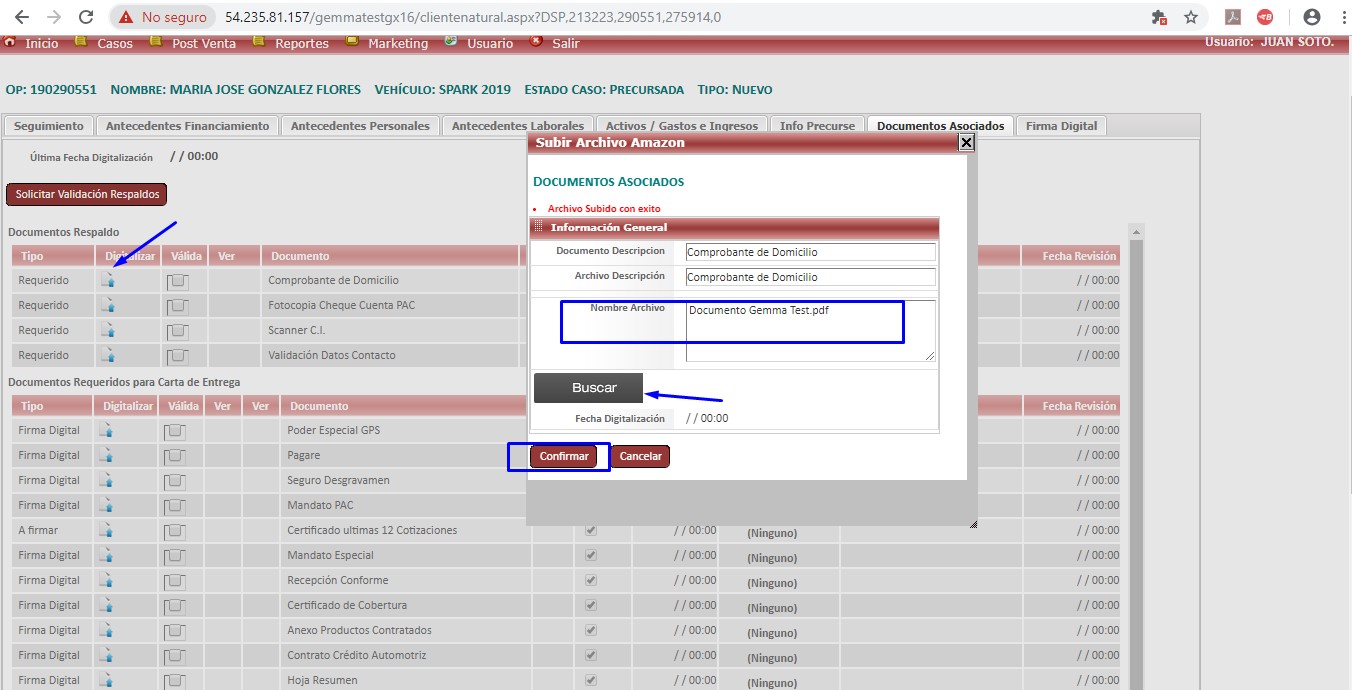 No seguro 54.235.81.157/gemmatestgx16/clientenatural.aspx?DSP,213223,290551,275914,0
Inicio Casos Post Venta Reportes Marketing Usuario Salir Usuario: JUAN SOTO.
OP: 190290551 NOMBRE: MARIA JOSE GONZALEZ FLORES VEHÍCULO: SPARK 2019 ESTADO CASO: PRECURSADA TIPO: NUEVO
Seguimiento Antecedentes Financiamiento Antecedentes Personales Antecedentes Laborales Activos / Gastos e Ingresos Info Precurse Documentos Asociados Firma Digital
Última Fecha Digitalización / / 00:00
Solicitar Validación Respaldos
Documentos Respaldo
Tipo Digitalizar Válida Ver Documento Fecha Revisión
Requerido Comprobante de Domicilio / / 00:00
Requerido Fotocopia Cheque Cuenta PAC / / 00:00
Requerido Scanner C.I. / / 00:00
Requerido Validación Datos Contacto / / 00:00
Documentos Requeridos para Carta de Entrega
Tipo Digitalizar Válida Ver Ver Documento Fecha Revisión
Firma Digital Poder Especial GPS / / 00:00
Firma Digital Pagare / / 00:00
Firma Digital Seguro Desgravamen / / 00:00
Firma Digital Mandato PAC / / 00:00
A firmar Certificado ultimas 12 Cotizaciones / / 00:00 (Ninguno) / / 00:00
Firma Digital Mandato Especial / / 00:00 (Ninguno) / / 00:00
Firma Digital Recepción Conforme / / 00:00 (Ninguno) / / 00:00
Firma Digital Certificado de Cobertura / / 00:00 (Ninguno) / / 00:00
Firma Digital Anexo Productos Contratados / / 00:00 (Ninguno) / / 00:00
Firma Digital Contrato Crédito Automotriz / / 00:00 (Ninguno) / / 00:00
Firma Digital Hoja Resumen / / 00:00 (Ninguno) / / 00:00
Subir Archivo Amazon
DOCUMENTOS ASOCIADOS
Archivo Subido con exito
Información General
Documento Descripcion Comprobante de Domicilio
Archivo Descripción Comprobante de Domicilio
Nombre Archivo Documento Gemma Test.pdf
Buscar
Fecha Digitalización / / 00:00
Confirmar Cancelar